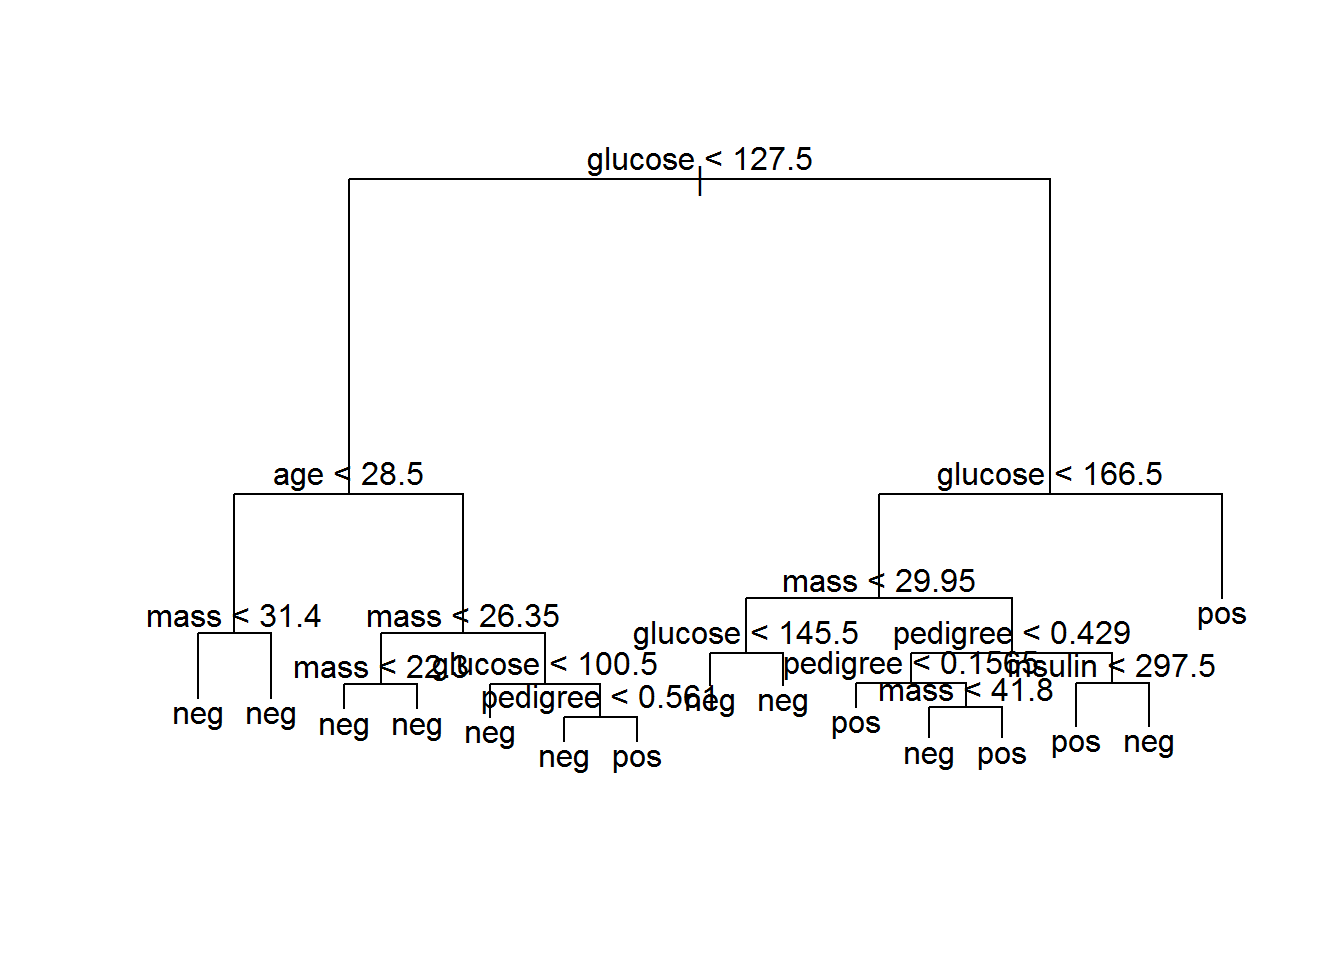 glucose < 127.5
age < 28.5
glucose < 166.5
mass < 29.95
mass < 31.4
mass < 26.35
pos
glucose < 145.5
pedigree < 0.429
mass < 22.3
glucose < 100.5
pedigree < 0.1565
insulin < 297.5
pedigree < 0.561
mass < 41.8
neg
neg
neg
neg
neg
neg
neg
pos
neg
pos
neg
pos
pos
neg